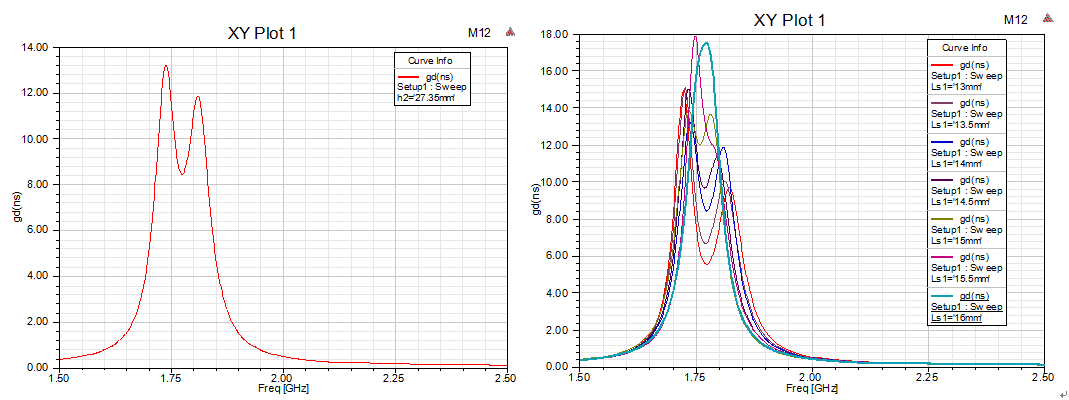 XY Plot 1
M12
14.00
12.00
10.00
8.00
6.00
4.00
2.00
0.00
gd(ns)
1.50 1.75 2.00 2.25 2.50
Freq [GHz]
Curve Info
gd(ns)
Setup1 : Sweep
h2='27.35mm'
XY Plot 1
M12
18.00
16.00
14.00
12.00
10.00
8.00
6.00
4.00
2.00
0.00
gd(ns)
1.50 1.75 2.00 2.25 2.50
Freq [GHz]
Curve Info
gd(ns)
Setup1 : Sweep
Ls1='13mm'
gd(ns)
Setup1 : Sweep
Ls1='13.5mm'
gd(ns)
Setup1 : Sweep
Ls1='14mm'
gd(ns)
Setup1 : Sweep
Ls1='14.5mm'
gd(ns)
Setup1 : Sweep
Ls1='15mm'
gd(ns)
Setup1 : Sweep
Ls1='15.5mm'
gd(ns)
Setup1 : Sweep
Ls1='16mm'